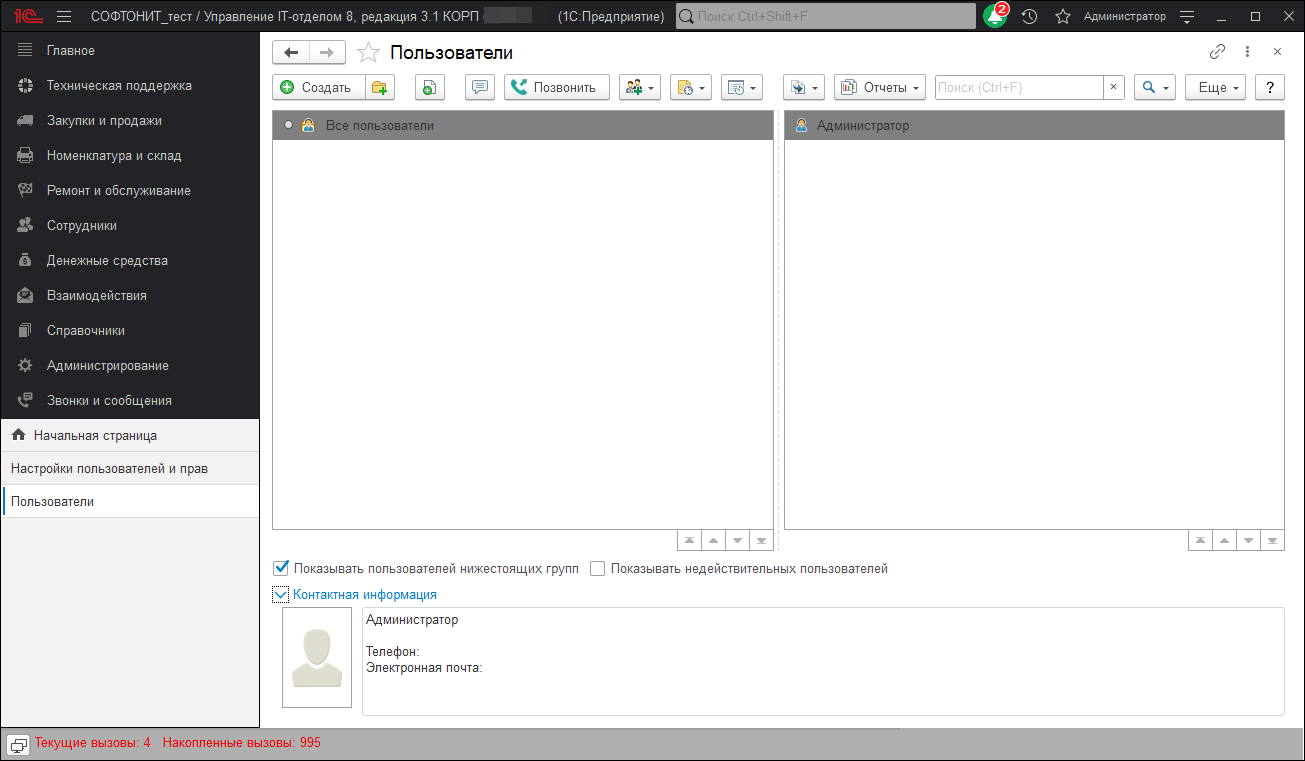 1С СОФТОНИТ_тест / Управление IT-отделом 8, редакция 3.1 КОРП (1С:Предприятие) Поиск Ctrl+Shift+F 2 Администратор
Главное
Техническая поддержка
Закупки и продажи
Номенклатура и склад
Ремонт и обслуживание
Сотрудники
Денежные средства
Взаимодействия
Справочники
Администрирование
Звонки и сообщения
Начальная страница
Настройки пользователей и прав
Пользователи
Пользователи
Создать Позвонить Отчеты Поиск (Ctrl+F) × Еще ?
Все пользователи
Администратор
Показывать пользователей нижестоящих групп Показывать недействительных пользователей
Контактная информация
Администратор
Телефон:
Электронная почта:
Текущие вызовы: 4 Накопленные вызовы: 995